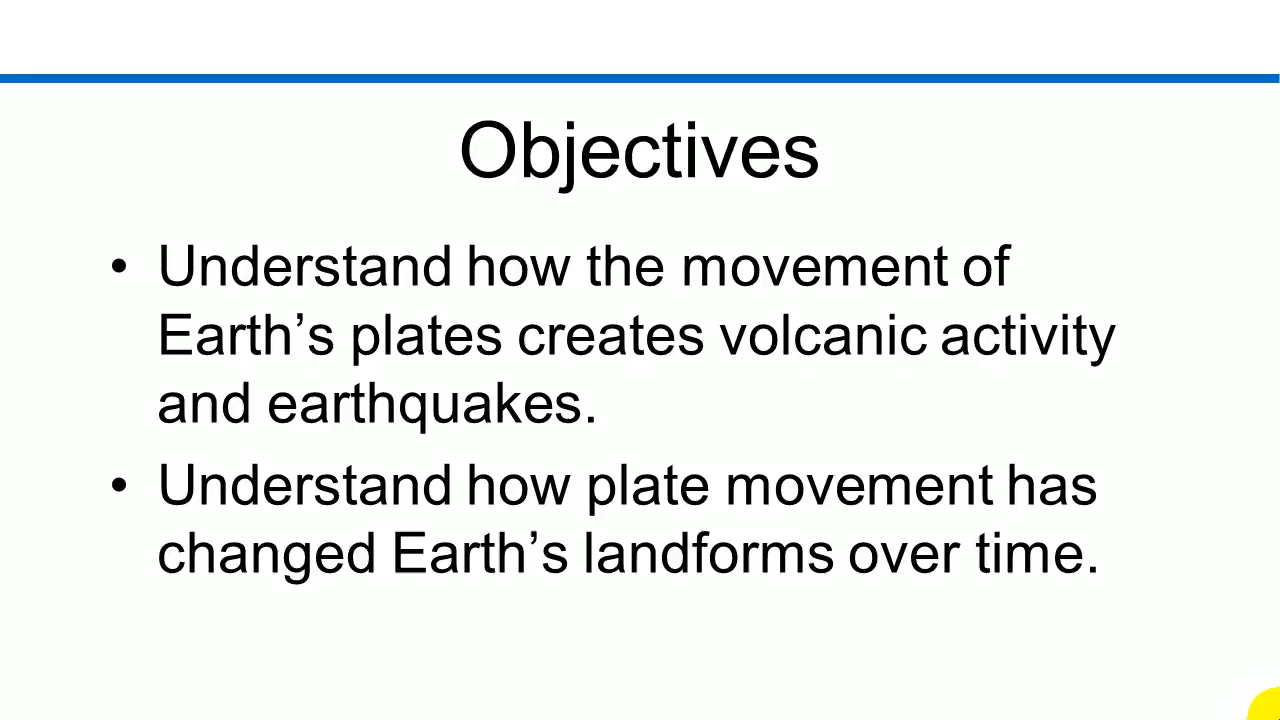 Objectives
• Understand how the movement of
Earth’s plates creates volcanic activity
and earthquakes.
• Understand how plate movement has
changed Earth’s landforms over time.